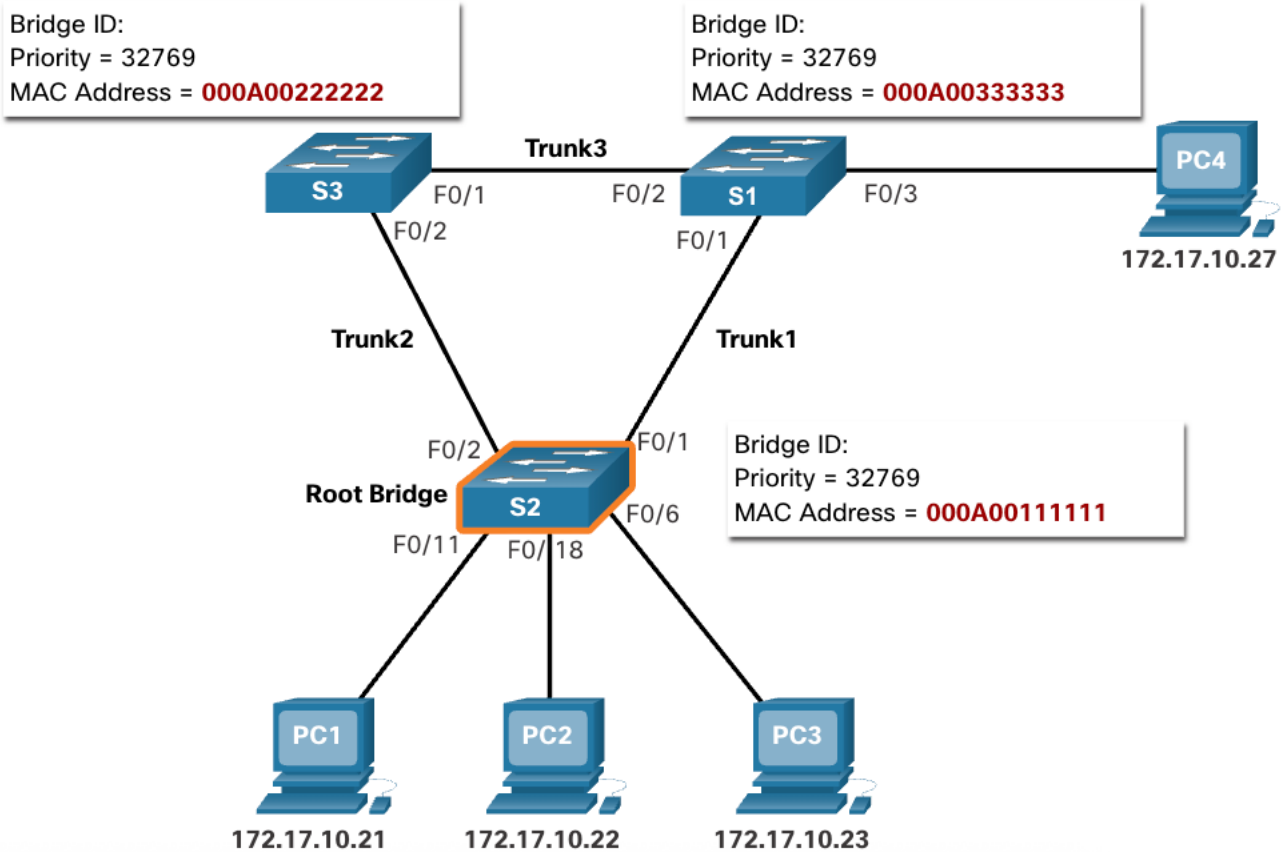 Bridge ID:
Priority = 32769
MAC Address = 000A00222222
Bridge ID:
Priority = 32769
MAC Address = 000A00333333
Trunk3
PC4
S3
F0/1
F0/2
S1
F0/3
F0/2
F0/1
172.17.10.27
Trunk2
Trunk1
F0/2
F0/1
Bridge ID:
Priority = 32769
MAC Address = 000A00111111
Root Bridge
S2
F0/6
F0/11
F0/18
PC1
PC2
PC3
172.17.10.21
172.17.10.22
172.17.10.23